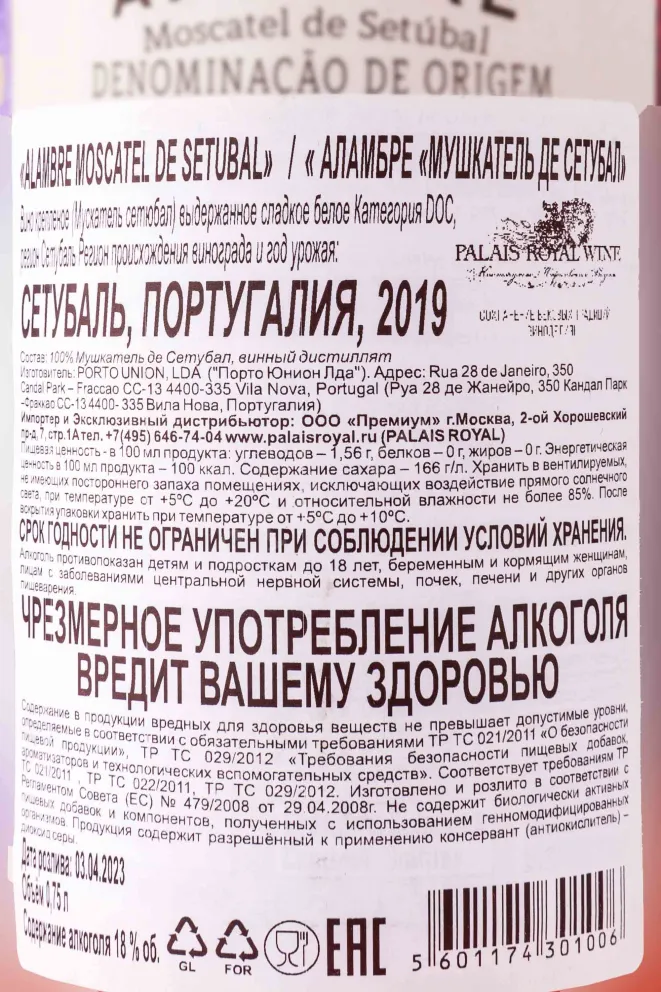 Moscatel de Setúbal
DENOMINAÇÃO DE ORIGEM
«ALAMBRE MOSCATEL DE SETUBAL» / « АЛАМБРЕ «МУШКАТЕЛЬ ДЕ СЕТУБАЛ»
Вино крепленое (Мускатель сетюбал) выдержанное сладкое белое Категория DOC,
регион Сетубаль Регион происхождения винограда и год урожая:
PALAIS ROYAL WINE
СЕТУБАЛЬ, ПОРТУГАЛИЯ, 2019
Состав: 100% Мушкатель де Сетубал, винный дистиллят
Изготовитель: PORTO UNION, LDA ("Порто Юнион Лда"). Адрес: Rua 28 de Janeiro, 350
Candal Park – Fraccao CC-13 4400-335 Vila Nova, Portugal (Руа 28 де Жанейро, 350 Кандал Парк
-Фраккао СС-13 4400- 335 Вила Нова, Португалия)
Импортер и Эксклюзивный дистрибьютор: ООО «Премиум» г.Москва, 2-ой Хорошевский
пр-д, 7, стр.1А тел. +7(495) 646-74-04 www.palaisroyal.ru (PALAIS ROYAL)
Пищевая ценность - в 100 мл продукта: углеводов – 1,56 г, белков – 0 г, жиров – 0 г. Энергетическая
ценность в 100 мл продукта – 100 ккал. Содержание сахара – 166 г/л. Хранить в вентилируемых,
не имеющих постороннего запаха помещениях, исключающих воздействие прямого солнечного
света, при температуре от +5°С до +20°С и относительной влажности не более 85%. После
вскрытия упаковки хранить при температуре от +5°С до +10°С.
СРОК ГОДНОСТИ НЕ ОГРАНИЧЕН ПРИ СОБЛЮДЕНИИ УСЛОВИЙ ХРАНЕНИЯ.
Алкоголь противопоказан детям и подросткам до 18 лет, беременным и кормящим женщинам,
лицам с заболеваниями центральной нервной системы, почек, печени и других органов
пищеварения.
ЧРЕЗМЕРНОЕ УПОТРЕБЛЕНИЕ АЛКОГОЛЯ
ВРЕДИТ ВАШЕМУ ЗДОРОВЬЮ
Содержание в продукции вредных для здоровья веществ не превышает допустимые уровни,
определяемые в соответствии с обязательными требованиями ТР ТС 021/2011 «О безопасности
пищевой продукции», ТР ТС 029/2012 «Требования безопасности пищевых добавок,
ароматизаторов и технологических вспомогательных средств». Соответствует требованиям ТР
ТС 021/2011 , ТР ТС 022/2011, ТР ТС 029/2012. Изготовлено и розлито в соответствии с
Регламентом Совета (ЕС) № 479/2008 от 29.04.2008г. Не содержит биологически активных
пищевых добавок и компонентов, полученных с использованием генномодифицированных
организмов. Продукция содержит разрешённый к применению консервант (антиокислитель) –
диоксид серы.
Дата розлива: 03.04.2023
Объём 0,75 л
Содержание алкоголя 18 % об.
GL FOR EAC
5 601174 301006